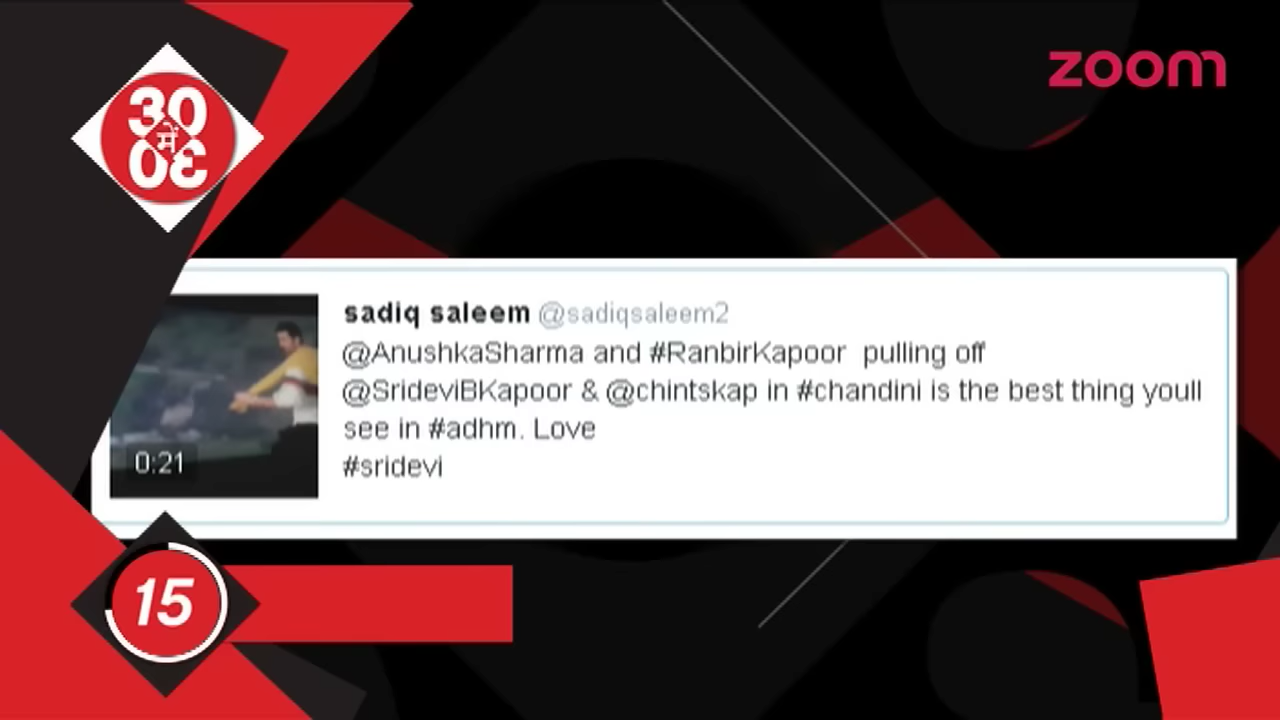 30
में
30
zoom
sadiq saleem @sadiqsaleem2
@AnushkaSharma and #RanbirKapoor pulling off
@SrideviBKapoor & @chintskap in #chandini is the best thing youll
see in #adhm. Love
#sridevi
0:21
15